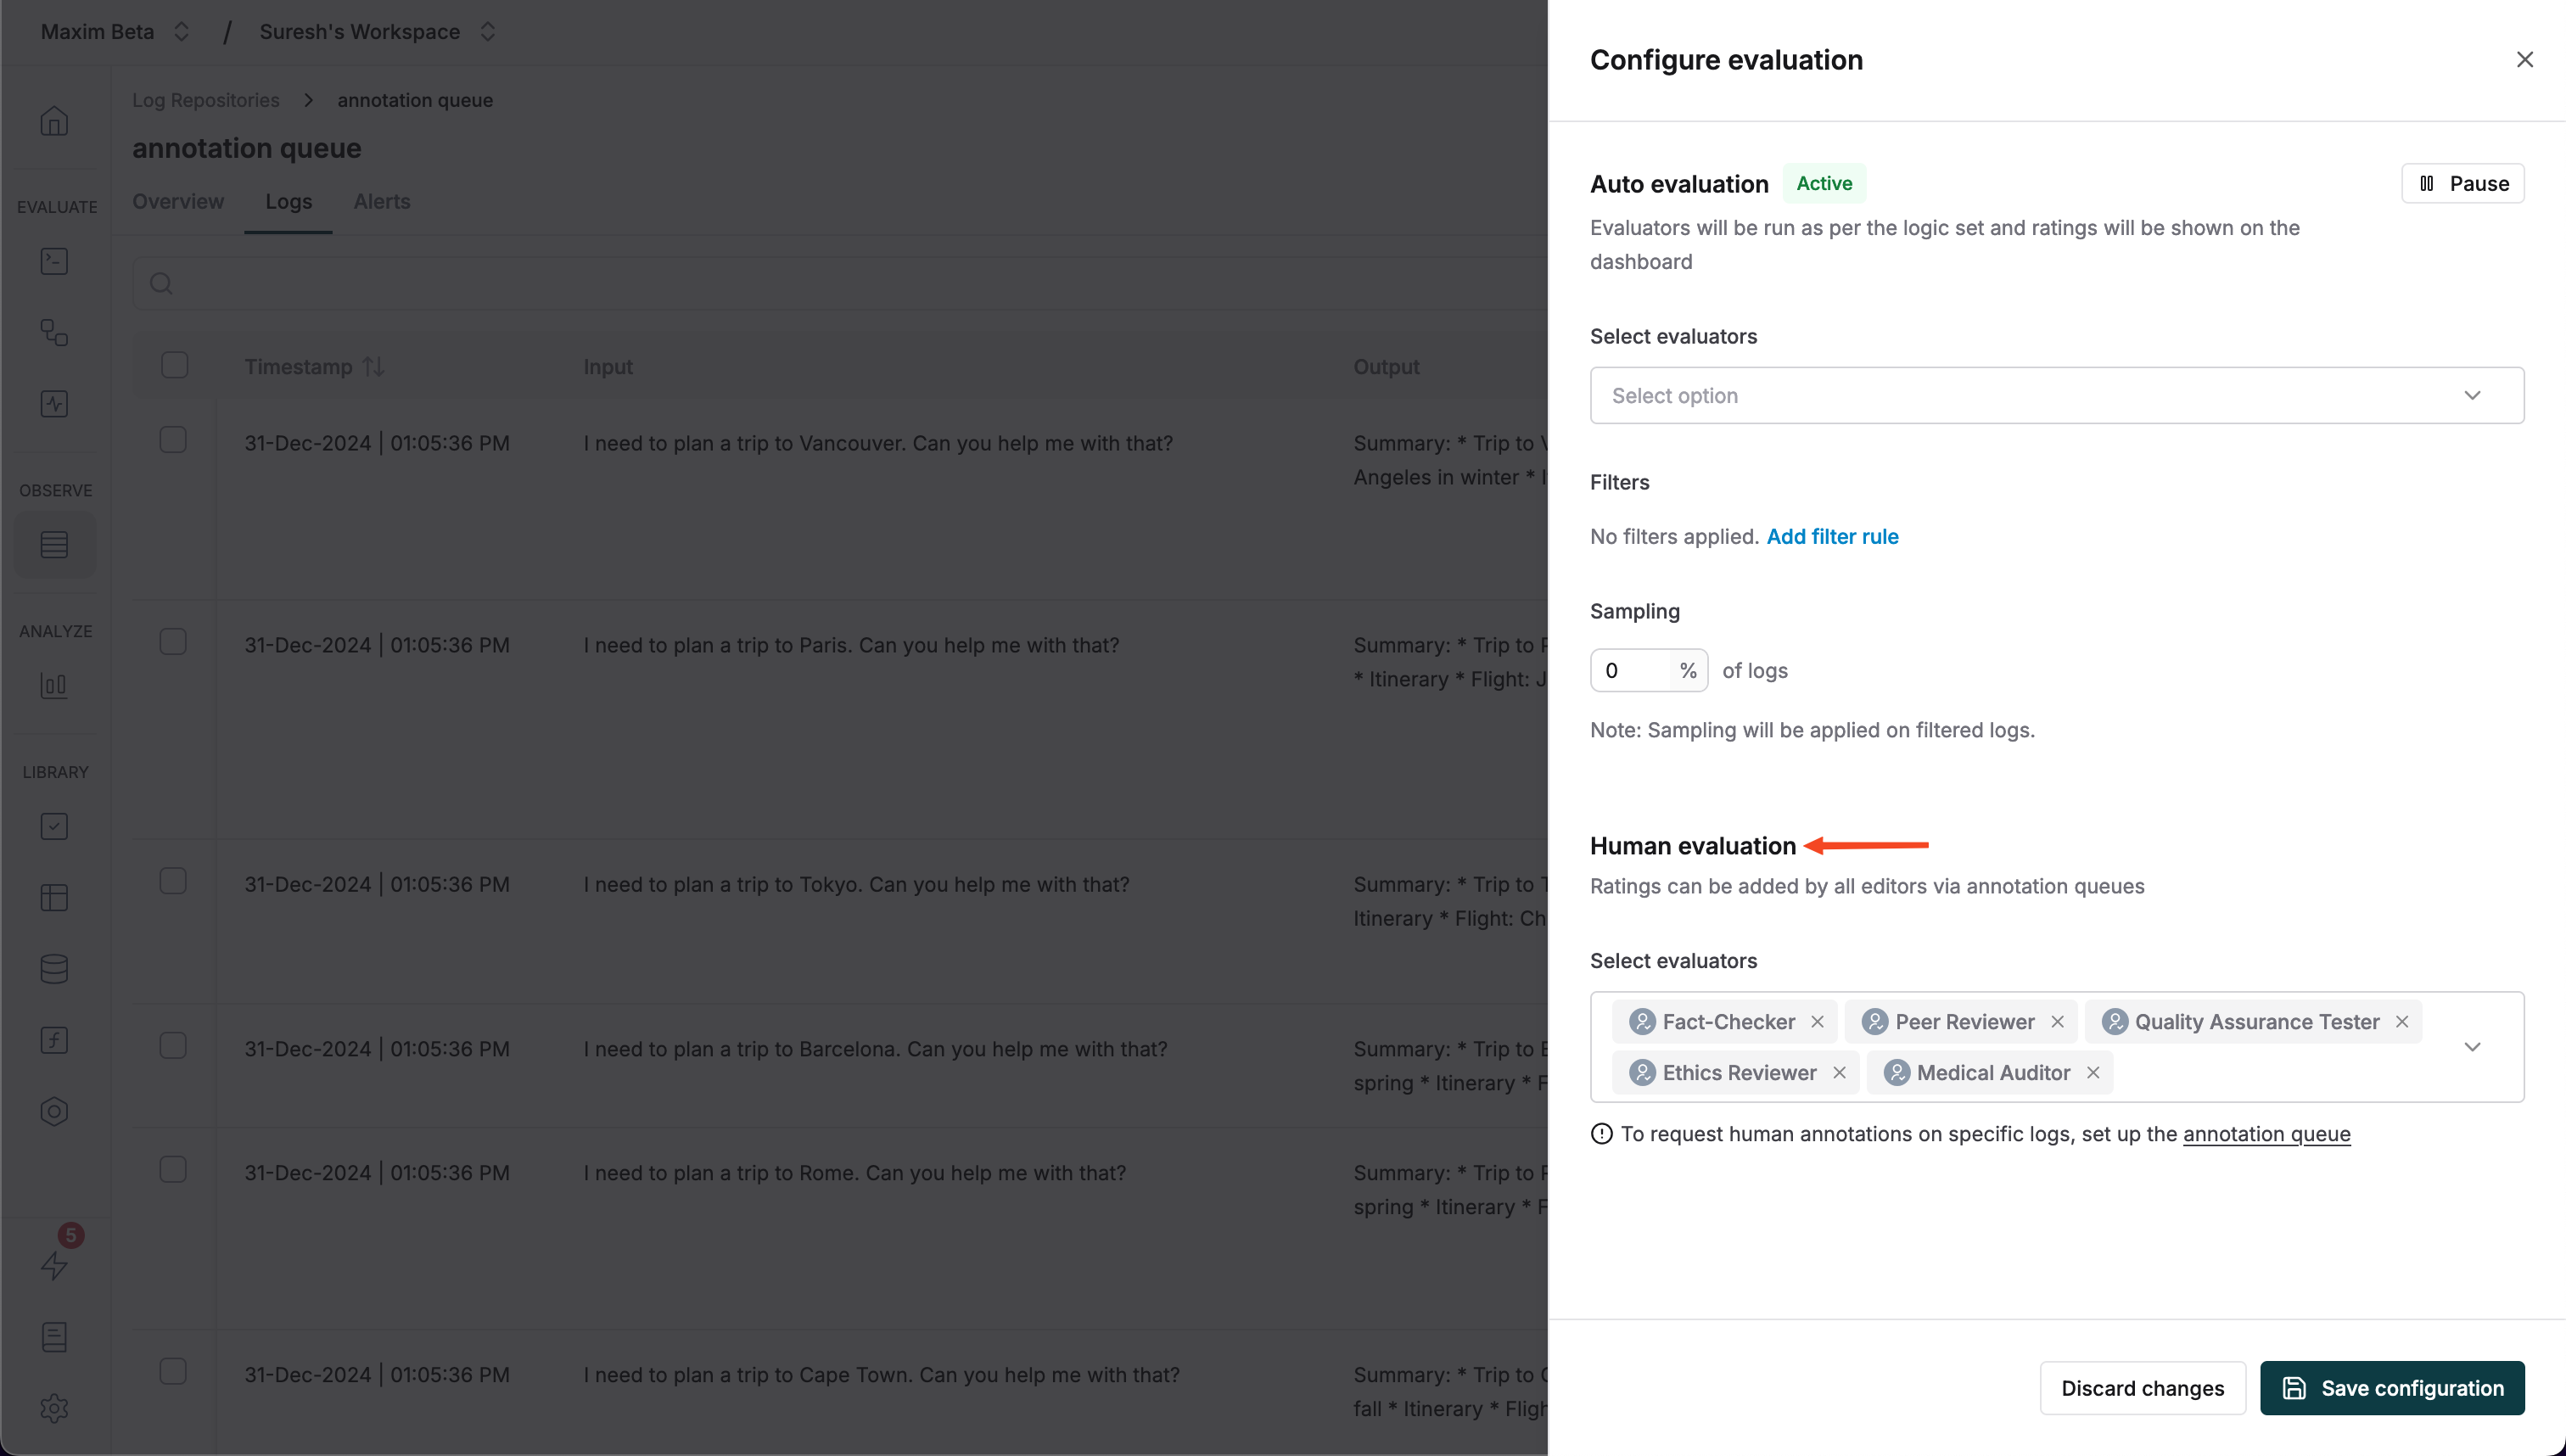 Maxim Beta / Suresh's Workspace
Log Repositories > annotation queue
annotation queue
Overview Logs Alerts
EVALUATE
OBSERVE
ANALYZE
LIBRARY
5
Timestamp Input Output
31-Dec-2024 | 01:05:36 PM I need to plan a trip to Vancouver. Can you help me with that? Summary: * Trip to
Angeles in winter *
31-Dec-2024 | 01:05:36 PM I need to plan a trip to Paris. Can you help me with that? Summary: * Trip to
* Itinerary * Flight:
31-Dec-2024 | 01:05:36 PM I need to plan a trip to Tokyo. Can you help me with that? Summary: * Trip to
Itinerary * Flight: Ch
31-Dec-2024 | 01:05:36 PM I need to plan a trip to Barcelona. Can you help me with that? Summary: * Trip to
spring * Itinerary *
31-Dec-2024 | 01:05:36 PM I need to plan a trip to Rome. Can you help me with that? Summary: * Trip to
spring * Itinerary *
31-Dec-2024 | 01:05:36 PM I need to plan a trip to Cape Town. Can you help me with that? Summary: * Trip to
fall * Itinerary * Fligh
Configure evaluation
Auto evaluation Active Pause
Evaluators will be run as per the logic set and ratings will be shown on the
dashboard
Select evaluators
Select option
Filters
No filters applied. Add filter rule
Sampling
0 % of logs
Note: Sampling will be applied on filtered logs.
Human evaluation
Ratings can be added by all editors via annotation queues
Select evaluators
Fact-Checker Peer Reviewer Quality Assurance Tester
Ethics Reviewer Medical Auditor
To request human annotations on specific logs, set up the annotation queue
Discard changes Save configuration